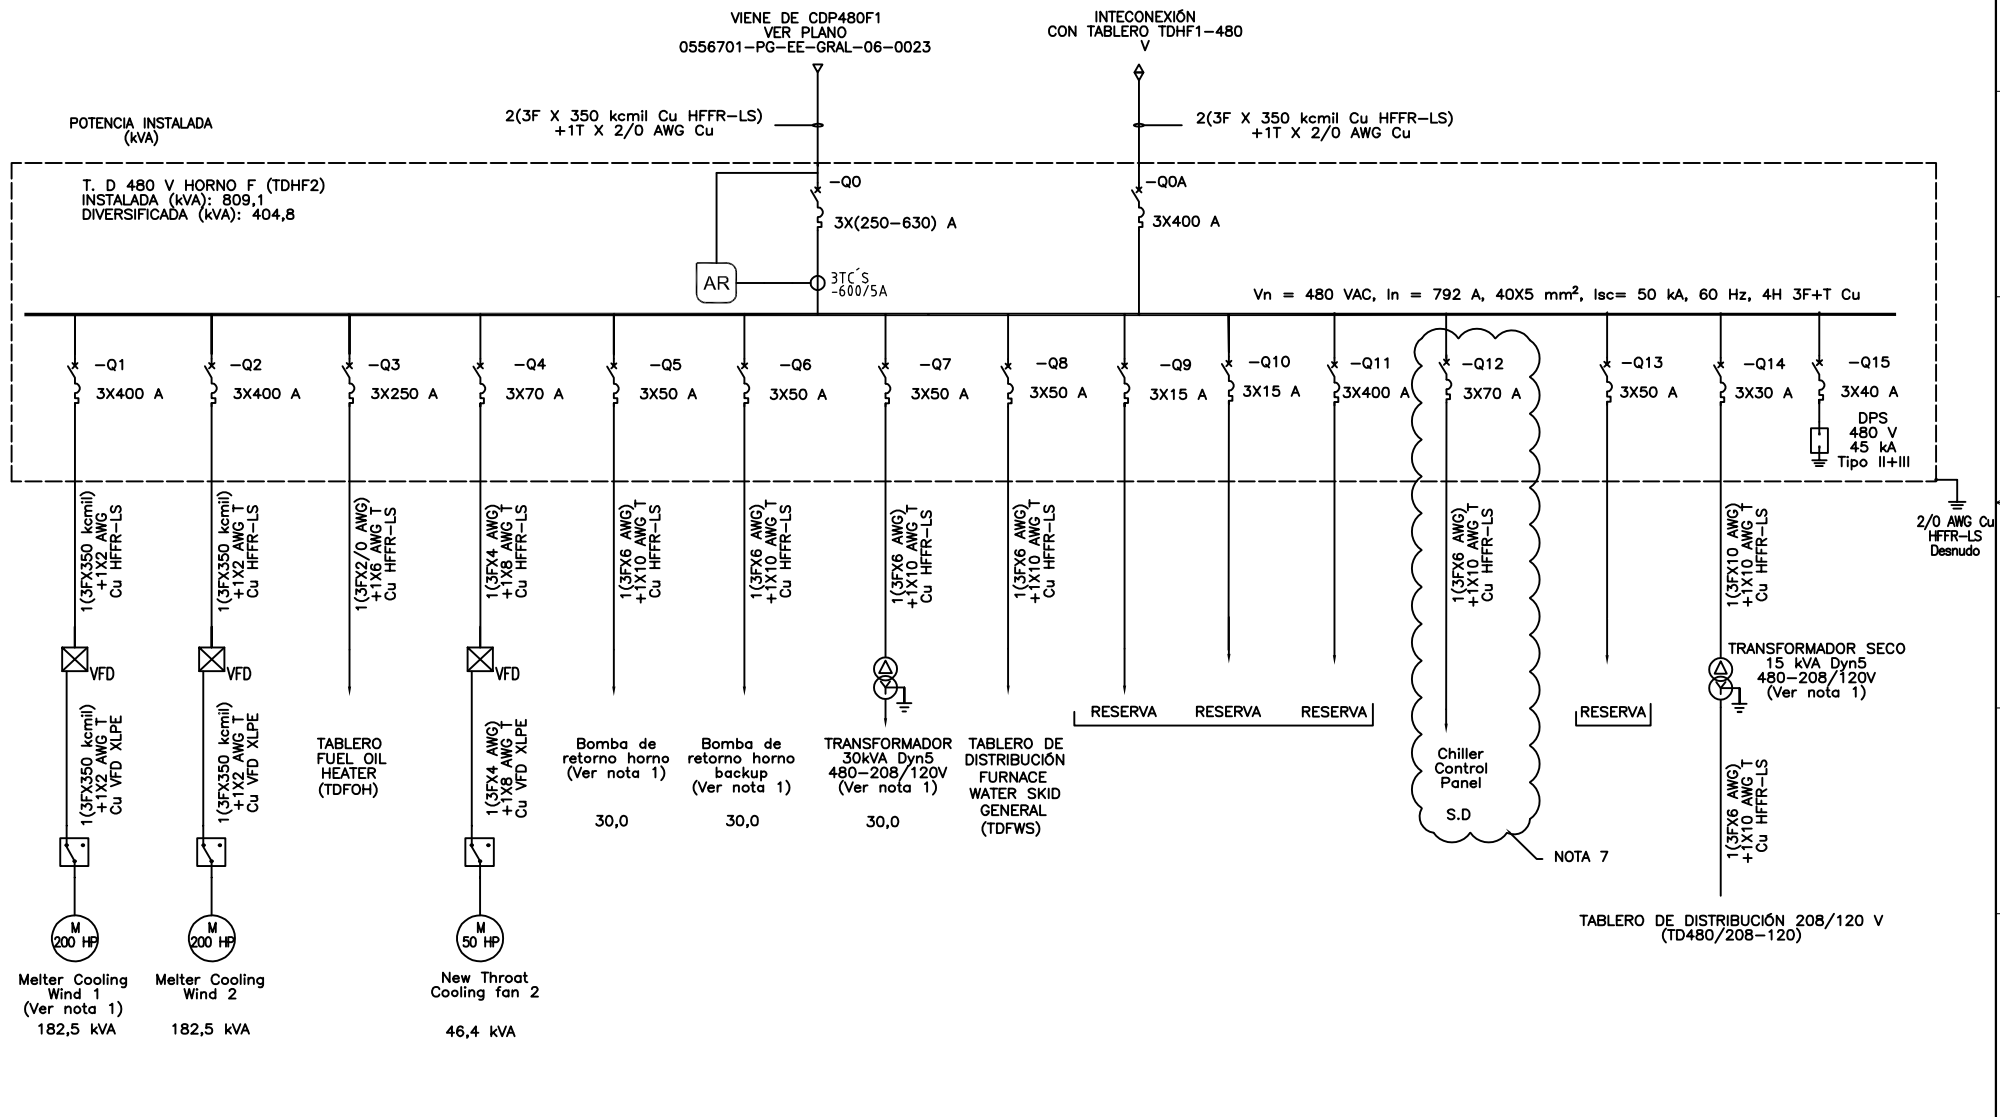 VIENE DE CDP480F1
VER PLANO
0556701-PG-EE-GRAL-06-0023
INTECONEXIÓN
CON TABLERO TDHF1-480
V
POTENCIA INSTALADA
(kVA)
2(3F X 350 kcmil Cu HFFR-LS)
+1T X 2/0 AWG Cu
2(3F X 350 kcmil Cu HFFR-LS)
+1T X 2/0 AWG Cu
T. D 480 V HORNO F (TDHF2)
INSTALADA (kVA): 809,1
DIVERSIFICADA (kVA): 404,8
-Q0
3X(250-630) A
-Q0A
3X400 A
AR
3TC´S
-600/5A
Vn = 480 VAC, In = 792 A, 40X5 mm², Isc= 50 kA, 60 Hz, 4H 3F+T Cu
-Q1
3X400 A
-Q2
3X400 A
-Q3
3X250 A
-Q4
3X70 A
-Q5
3X50 A
-Q6
3X50 A
-Q7
3X50 A
-Q8
3X50 A
-Q9
3X15 A
-Q10
3X15 A
-Q11
3X400 A
-Q12
3X70 A
-Q13
3X50 A
-Q14
3X30 A
-Q15
3X40 A
DPS
480 V
45 kA
Tipo II+III
2/0 AWG Cu
HFFR-LS
Desnudo
1(3FX350 kcmil)
+1X2 AWG
Cu HFFR-LS
1(3FX350 kcmil)
+1X2 AWG T
Cu HFFR-LS
1(3FX2/0 AWG)
+1X6 AWG T
Cu HFFR-LS
1(3FX4 AWG)
+1X8 AWG T
Cu HFFR-LS
1(3FX6 AWG)
+1X10 AWG T
Cu HFFR-LS
1(3FX6 AWG)
+1X10 AWG T
Cu HFFR-LS
1(3FX6 AWG)
+1X10 AWG T
Cu HFFR-LS
1(3FX6 AWG)
+1X10 AWG T
Cu HFFR-LS
1(3FX6 AWG)
+1X10 AWG T
Cu HFFR-LS
1(3FX10 AWG)
+1X10 AWG T
Cu HFFR-LS
VFD
VFD
VFD
TRANSFORMADOR SECO
15 kVA Dyn5
480-208/120V
(Ver nota 1)
1(3FX350 kcmil)
+1X2 AWG T
Cu VFD XLPE
1(3FX350 kcmil)
+1X2 AWG T
Cu VFD XLPE
1(3FX4 AWG)
+1X8 AWG T
Cu VFD XLPE
1(3FX6 AWG)
+1X10 AWG T
Cu HFFR-LS
RESERVA
RESERVA
RESERVA
RESERVA
TABLERO
FUEL OIL
HEATER
(TDFOH)
Bomba de
retorno horno
(Ver nota 1)
30,0
Bomba de
retorno horno
backup
(Ver nota 1)
30,0
TRANSFORMADOR
30kVA Dyn5
480-208/120V
(Ver nota 1)
30,0
TABLERO DE
DISTRIBUCIÓN
FURNACE
WATER SKID
GENERAL
(TDFWS)
Chiller
Control
Panel
S.D
NOTA 7
M
200 HP
M
200 HP
M
50 HP
TABLERO DE DISTRIBUCIÓN 208/120 V
(TD480/208-120)
Melter Cooling
Wind 1
(Ver nota 1)
182,5 kVA
Melter Cooling
Wind 2
182,5 kVA
New Throat
Cooling fan 2
46,4 kVA